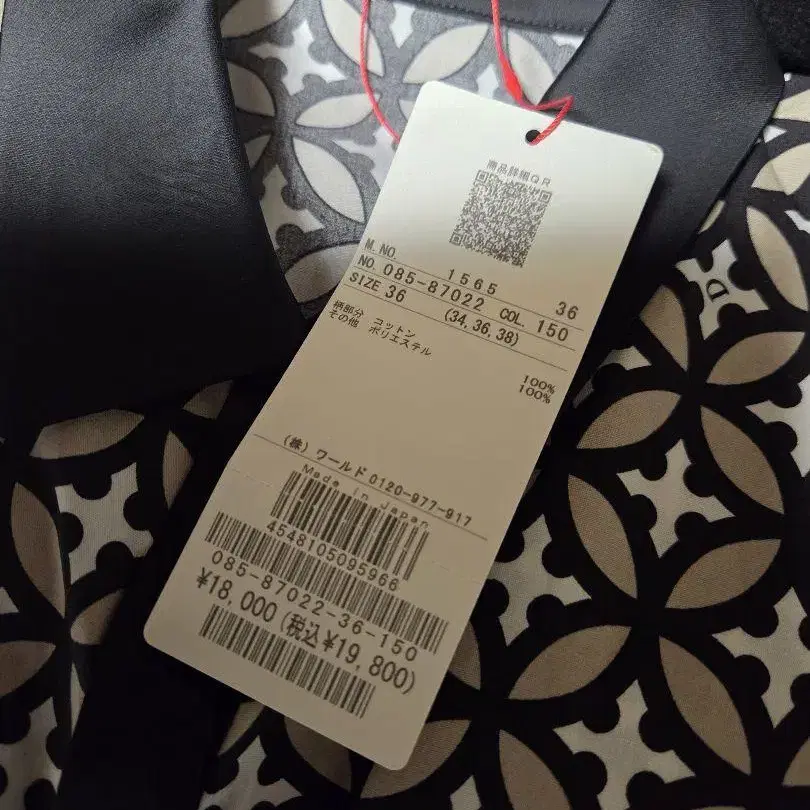 商品詳細QR
M.NO. 1565 36
NO. 085-87022 COL. 150
SIZE 36 (34,36,38)
柄部分 コットン 100%
その他 ポリエステル 100%
(株) ワールド 0120-977-917
Made in Japan
4548105095966
085-87022-36-150
¥18,000 (税込¥19,800)
D